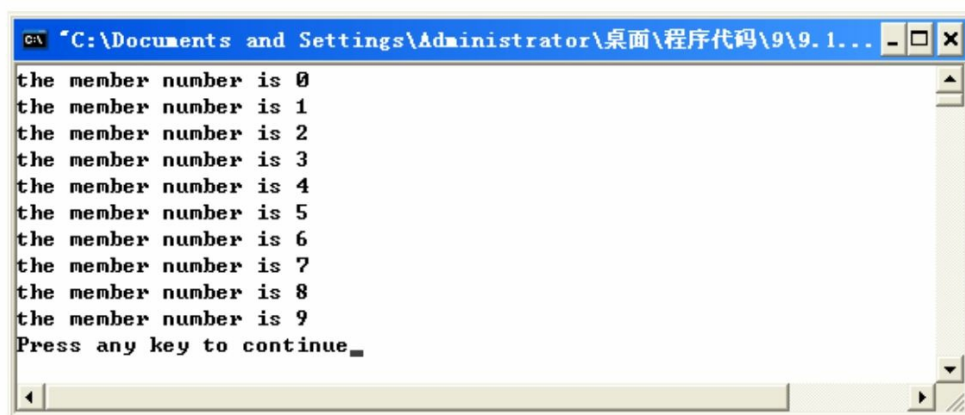 "C:\Documents and Settings\Administrator\桌面\程序代码\9\9.1...
the member number is 0
the member number is 1
the member number is 2
the member number is 3
the member number is 4
the member number is 5
the member number is 6
the member number is 7
the member number is 8
the member number is 9
Press any key to continue_